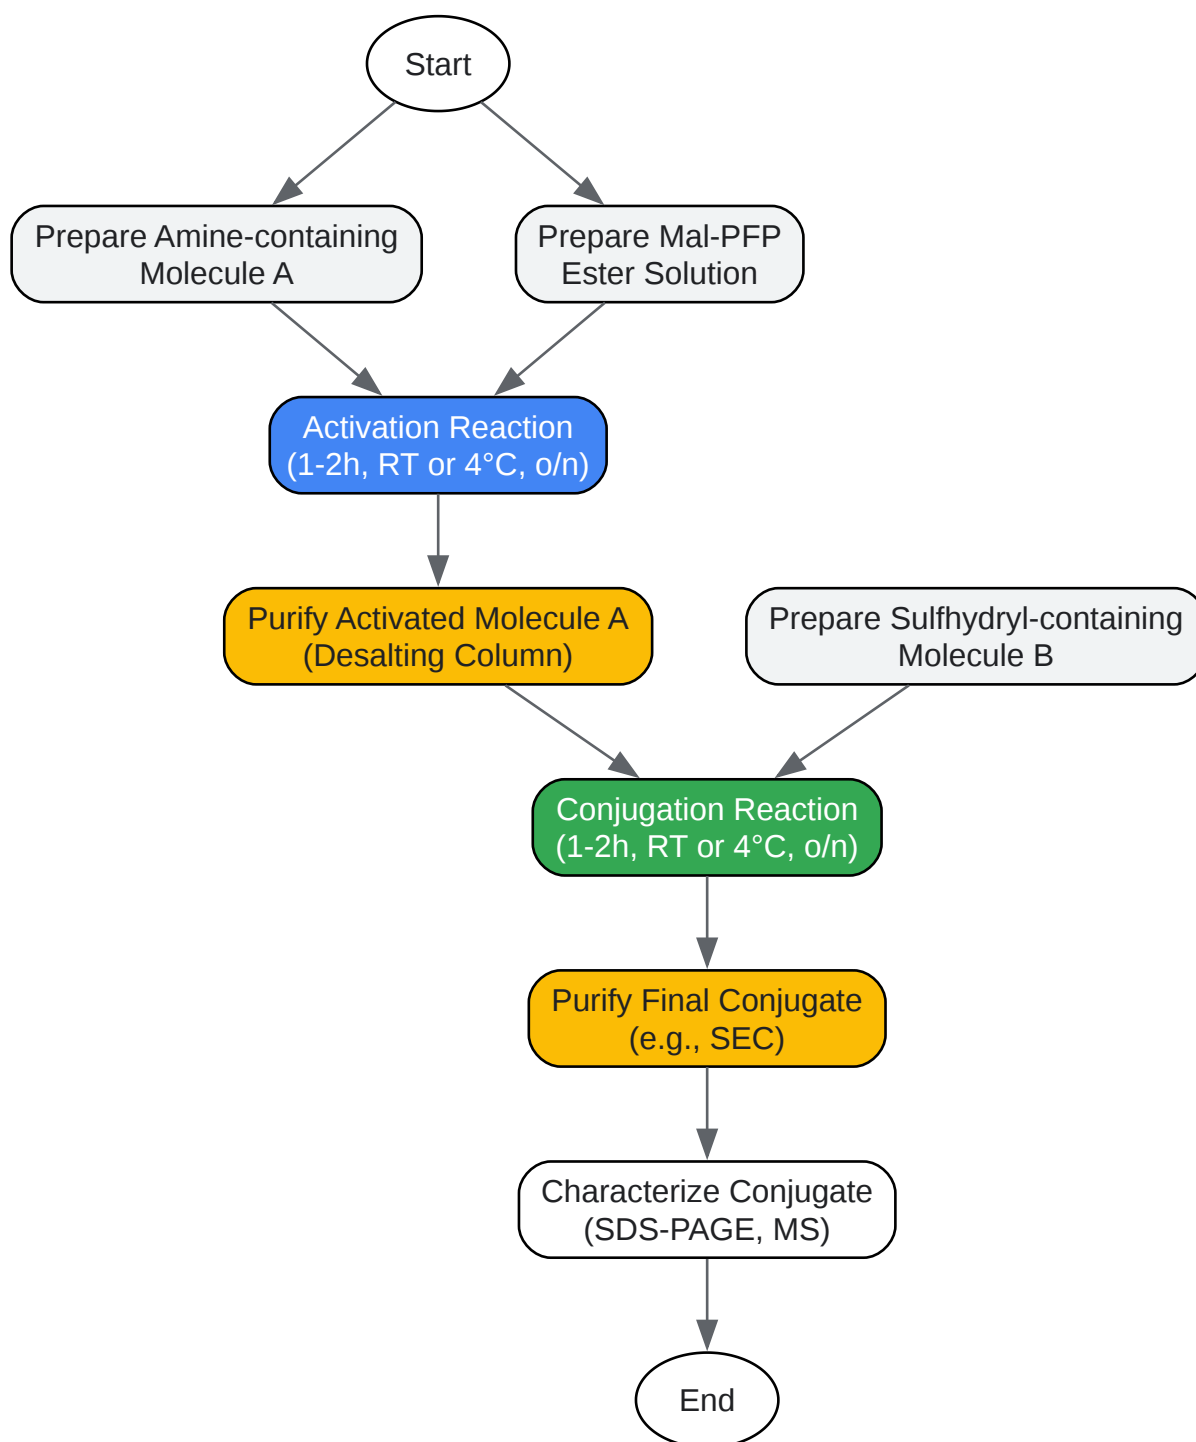 Start
Prepare Amine-containing
Molecule A
Prepare Mal-PFP
Ester Solution
Activation Reaction
(1-2h, RT or 4°C, o/n)
Purify Activated Molecule A
(Desalting Column)
Prepare Sulfhydryl-containing
Molecule B
Conjugation Reaction
(1-2h, RT or 4°C, o/n)
Purify Final Conjugate
(e.g., SEC)
Characterize Conjugate
(SDS-PAGE, MS)
End